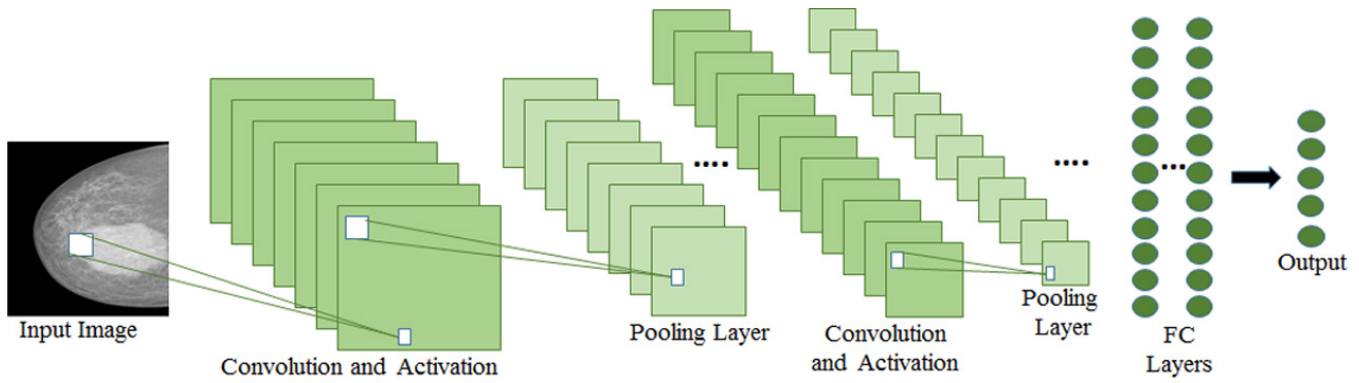 Input Image
Convolution and Activation
....
Pooling Layer
Convolution
and Activation
....
Pooling
Layer
...
FC
Layers
Output